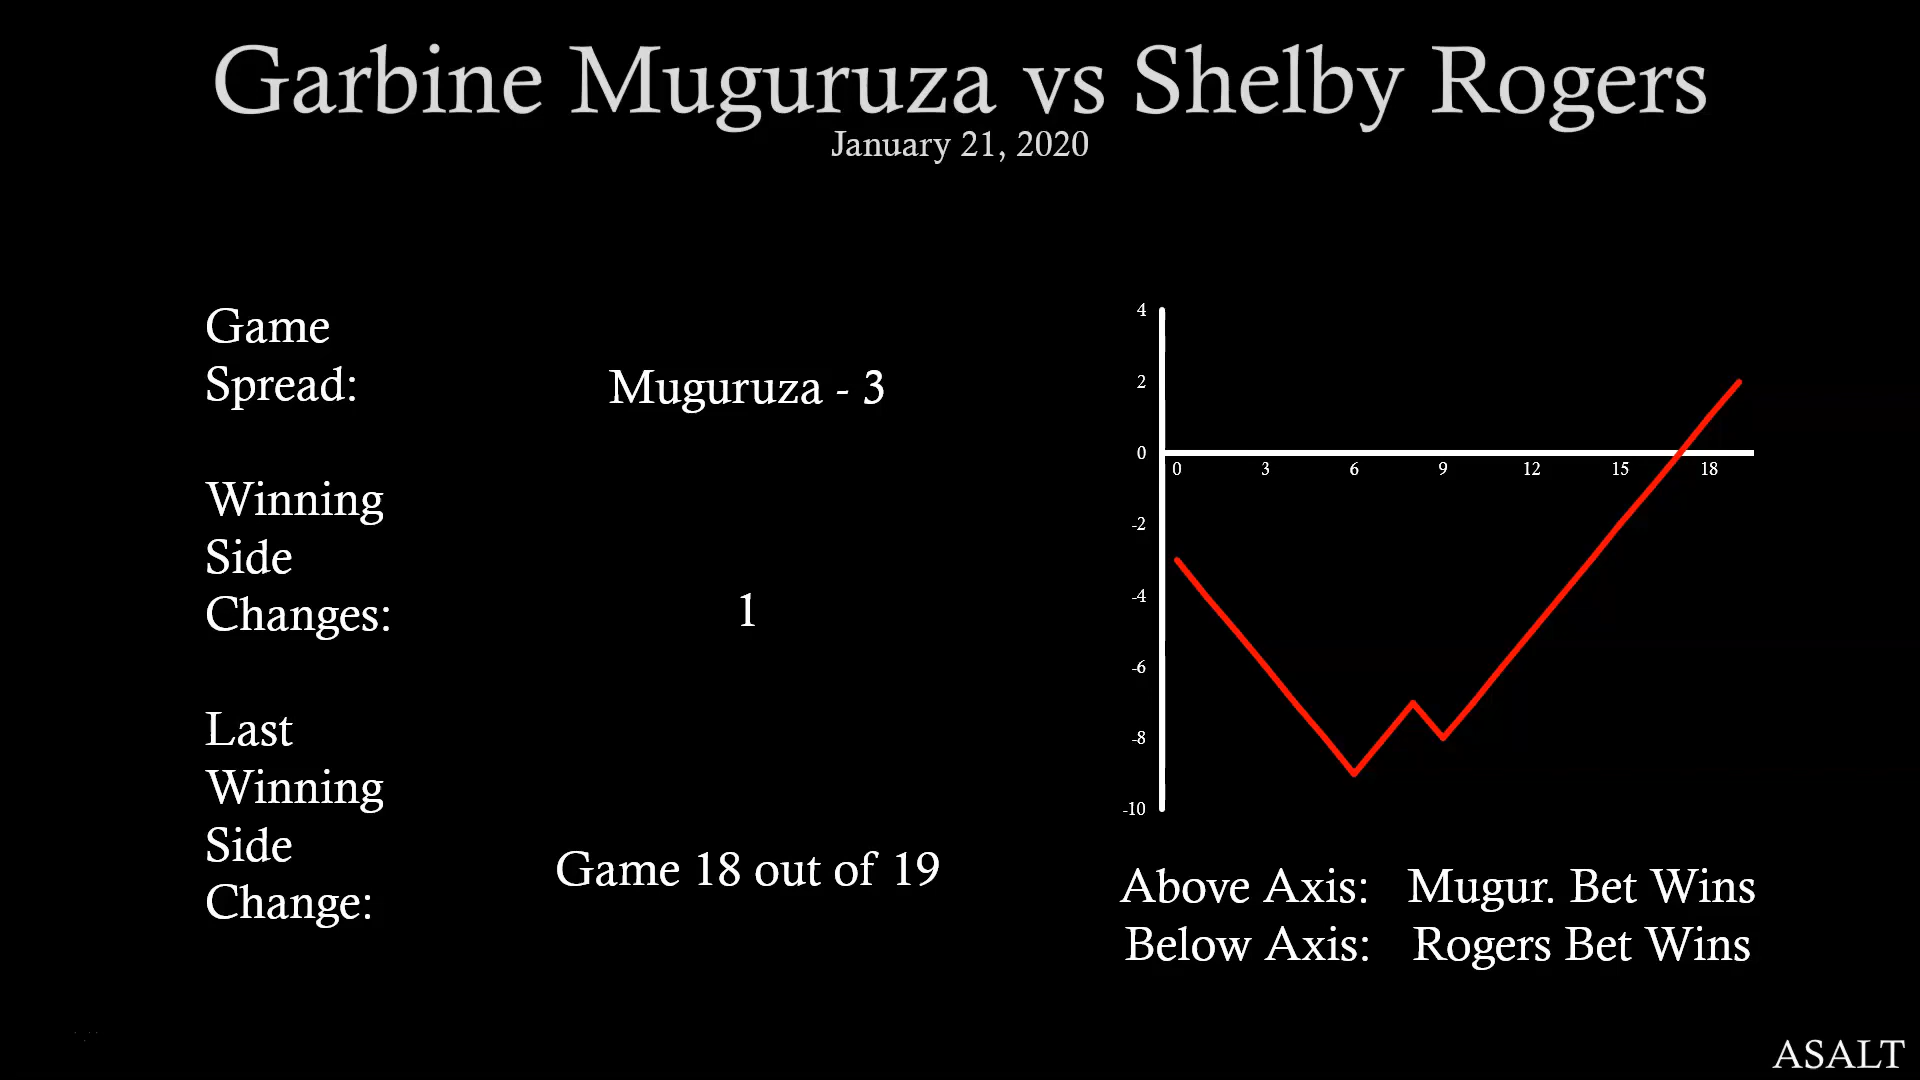 Garbine Muguruza vs Shelby Rogers
January 21, 2020
Game
Spread:
Muguruza - 3
Winning
Side
Changes:
1
Last
Winning
Side
Change:
Game 18 out of 19
4
2
0
-2
-4
-6
-8
-10
0 3 6 9 12 15 18
Above Axis: Mugur. Bet Wins
Below Axis: Rogers Bet Wins
ASALT